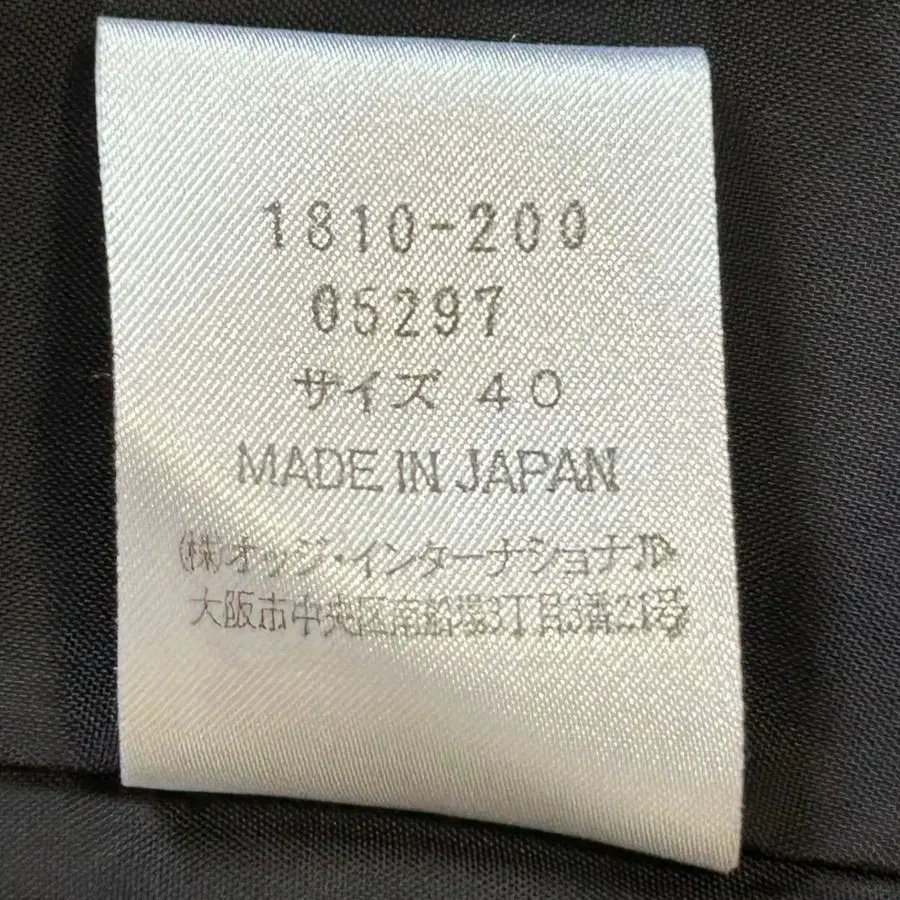 1810-200
05297
サイズ 40
MADE IN JAPAN
(株)オッジ・インターナショナル
大阪市中央区南船場3丁目3番21号